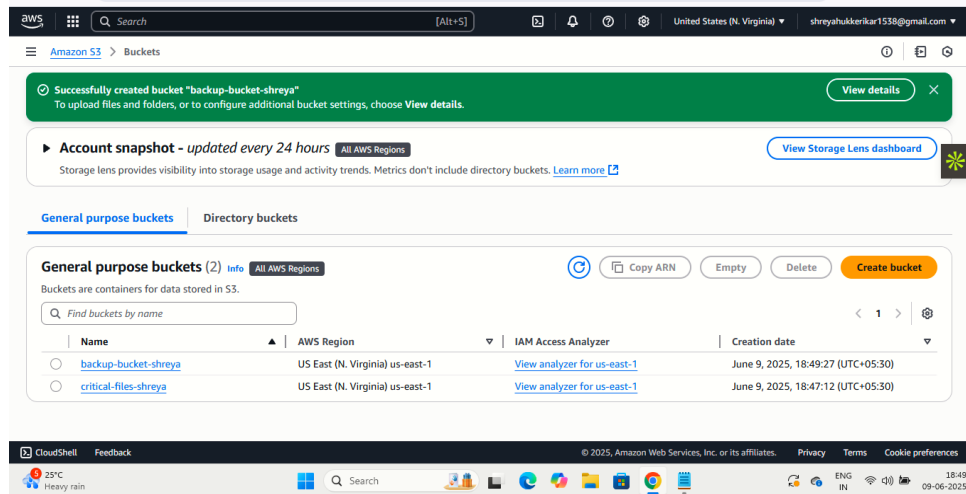 aws
Search [Alt+S]
United States (N. Virginia) ▼
shreyahukkerikar1538@gmail.com ▼
Amazon S3 > Buckets
Successfully created bucket "backup-bucket-shreya"
To upload files and folders, or to configure additional bucket settings, choose View details.
View details
Account snapshot - updated every 24 hours All AWS Regions
Storage lens provides visibility into storage usage and activity trends. Metrics don't include directory buckets. Learn more
View Storage Lens dashboard
General purpose buckets Directory buckets
General purpose buckets (2) Info All AWS Regions
Copy ARN Empty Delete Create bucket
Buckets are containers for data stored in S3.
Find buckets by name
< 1 >
Name AWS Region IAM Access Analyzer Creation date
backup-bucket-shreya US East (N. Virginia) us-east-1 View analyzer for us-east-1 June 9, 2025, 18:49:27 (UTC+05:30)
critical-files-shreya US East (N. Virginia) us-east-1 View analyzer for us-east-1 June 9, 2025, 18:47:12 (UTC+05:30)
CloudShell Feedback © 2025, Amazon Web Services, Inc. or its affiliates. Privacy Terms Cookie preferences
5
25°C
Heavy rain
Search
ENG
IN
18:49
09-06-2025